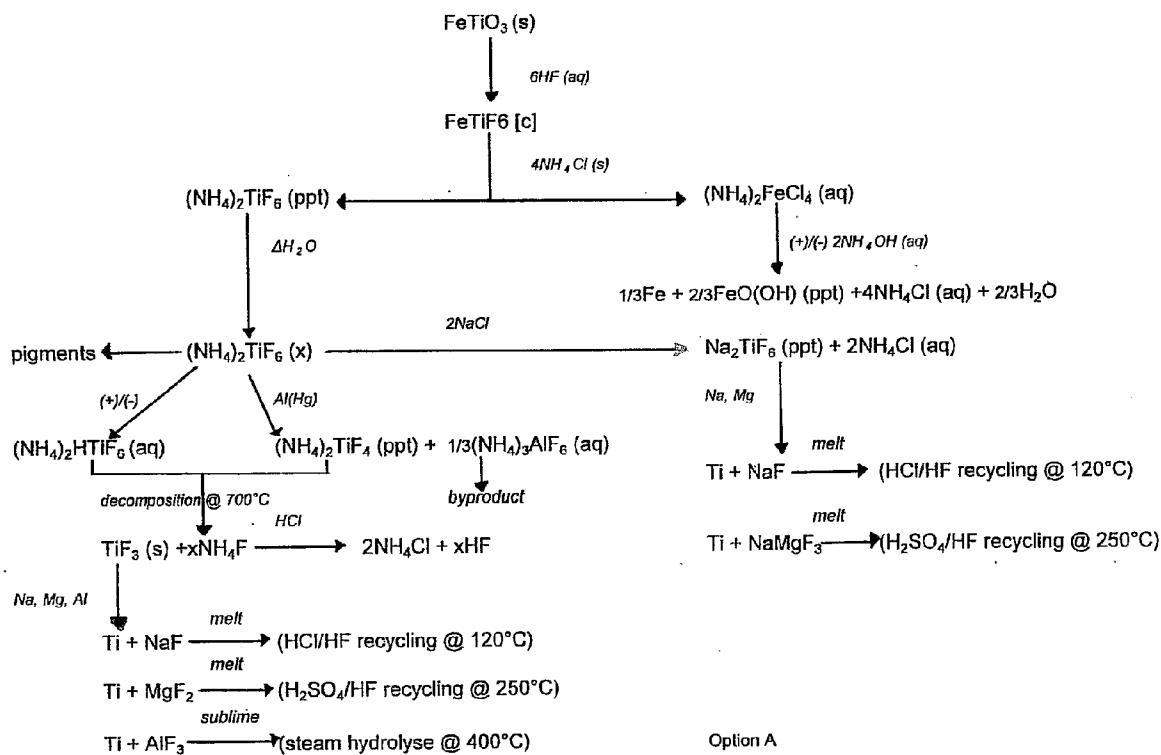 FeTiO₃ (s)
6HF (aq)
FeTiF6 [c]
4NH₄Cl (s)
(NH₄)₂TiF₆ (ppt)
(NH₄)₂FeCl₄ (aq)
ΔH₂O
(+)/(-) 2NH₄OH (aq)
1/3Fe + 2/3FeO(OH) (ppt) +4NH₄Cl (aq) + 2/3H₂O
2NaCl
pigments
(NH₄)₂TiF₆ (x)
Na₂TiF₆ (ppt) + 2NH₄Cl (aq)
(+)/(-)
Al(Hg)
Na, Mg
(NH₄)₂HTiF₆ (aq)
(NH₄)₂TiF₄ (ppt) + 1/3(NH₄)₃AlF₆ (aq)
melt
Ti + NaF
(HCl/HF recycling @ 120°C)
decomposition @ 700°C
byproduct
HCl
TiF₃ (s) +xNH₄F
2NH₄Cl + xHF
melt
Ti + NaMgF₃
(H₂SO₄/HF recycling @ 250°C)
Na, Mg, Al
melt
Ti + NaF
(HCl/HF recycling @ 120°C)
melt
Ti + MgF₂
(H₂SO₄/HF recycling @ 250°C)
sublime
Ti + AlF₃
(steam hydrolyse @ 400°C)
Option A